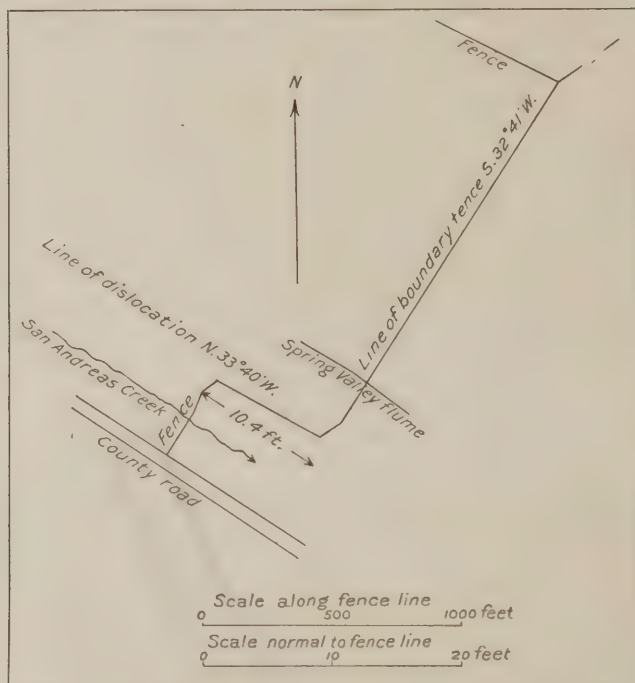 Fence
N
Line of boundary fence S.32°41'W.
Line of dislocation N.33°40'W.
San Andreas Creek
Spring Valley flume
Fence
10.4 ft.
County road
Scale along fence line
0 500 1000 feet
Scale normal to fence line
0 10 20 feet